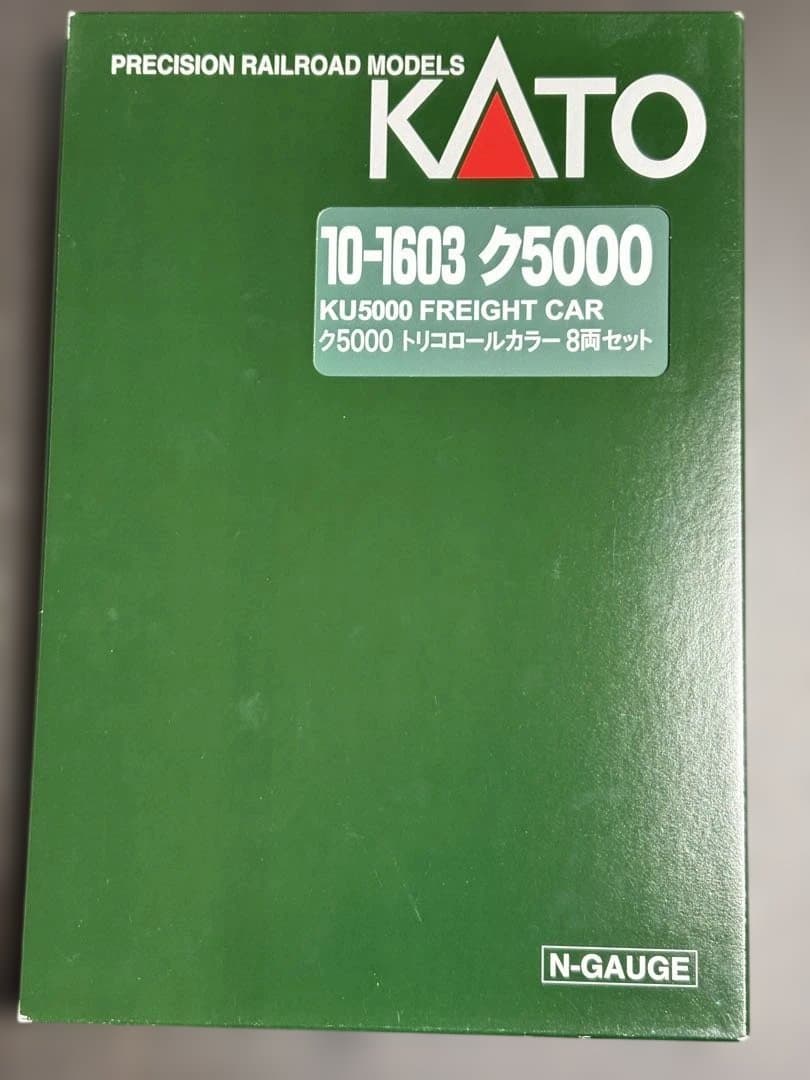 PRECISION RAILROAD MODELS
KATO
10-1603 ク5000
KU5000 FREIGHT CAR
ク5000 トリコロールカラー 8両セット
N-GAUGE